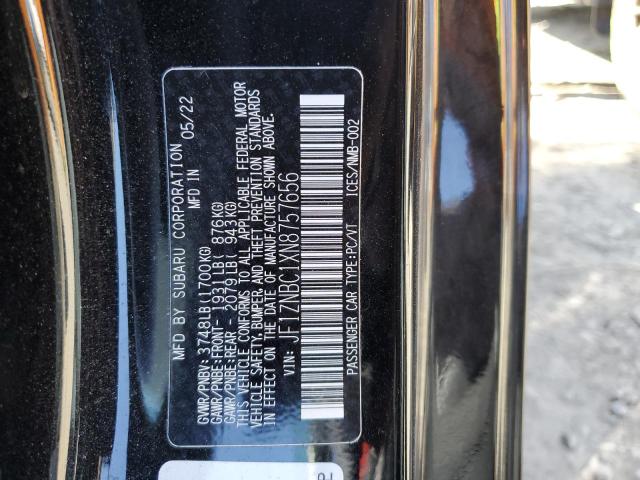 MFD BY SUBARU CORPORATION
MFD IN 05/22
GVWR/PNBV: 3748LB(1700KG)
GAWR/PNBE:FRONT- 1931LB( 876KG)
GAWR/PNBE:REAR - 2079LB( 943KG)
THIS VEHICLE CONFORMS TO ALL APPLICABLE FEDERAL MOTOR
VEHICLE SAFETY,BUMPER, AND THEFT PREVENTION STANDARDS
IN EFFECT ON THE DATE OF MANUFACTURE SHOWN ABOVE.
VIN: JF1ZNBC1XN8757656
PASSENGER CAR TYPE:PC/VT ICES/NMB-002